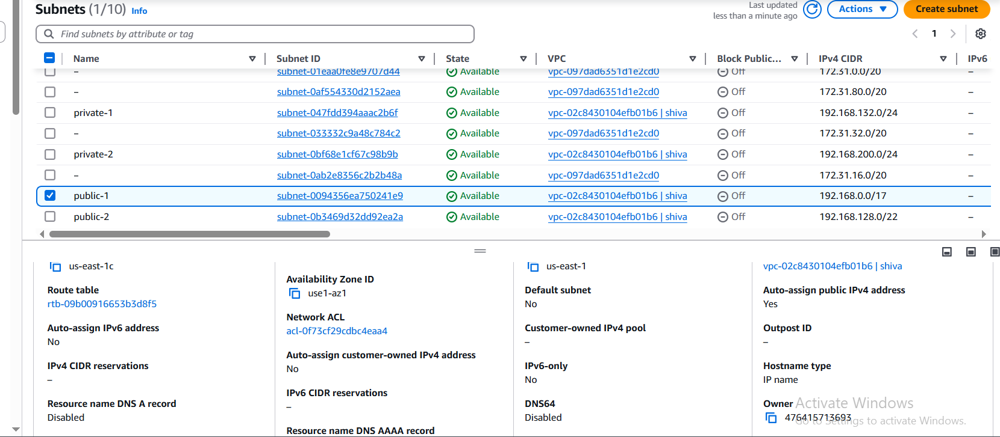 Subnets (1/10) Info
Last updated
less than a minute ago
Actions
Create subnet
Find subnets by attribute or tag
1
Name Subnet ID State VPC Block Public... IPv4 CIDR IPv6
– subnet-01eaa0fe8e9707d44 Available vpc-097dad6351d1e2cd0 Off 172.31.0.0/20 –
– subnet-0af554330d2152aea Available vpc-097dad6351d1e2cd0 Off 172.31.80.0/20 –
private-1 subnet-047fdd394aaac2b6f Available vpc-02c8430104efb01b6 | shiva Off 192.168.132.0/24 –
– subnet-033332c9a48c784c2 Available vpc-097dad6351d1e2cd0 Off 172.31.32.0/20 –
private-2 subnet-0bf68e1cf67c98b9b Available vpc-02c8430104efb01b6 | shiva Off 192.168.200.0/24 –
– subnet-0ab2e8356c2b2b48a Available vpc-097dad6351d1e2cd0 Off 172.31.16.0/20 –
public-1 subnet-0094356ea750241e9 Available vpc-02c8430104efb01b6 | shiva Off 192.168.0.0/17 –
public-2 subnet-0b3469d32dd92ea2a Available vpc-02c8430104efb01b6 | shiva Off 192.168.128.0/22 –
us-east-1c
Route table
rtb-09b00916653b3d8f5
Auto-assign IPv6 address
No
IPv4 CIDR reservations
–
Resource name DNS A record
Disabled
Availability Zone ID
use1-az1
Network ACL
acl-0f73cf29cdbc4eaa4
Auto-assign customer-owned IPv4 address
No
IPv6 CIDR reservations
–
Resource name DNS AAAA record
us-east-1
Default subnet
No
Customer-owned IPv4 pool
–
IPv6-only
No
DNS64
Disabled
vpc-02c8430104efb01b6 | shiva
Auto-assign public IPv4 address
Yes
Outpost ID
–
Hostname type
IP name
Owner
476415713693
Activate Windows
Go to Settings to activate Windows.